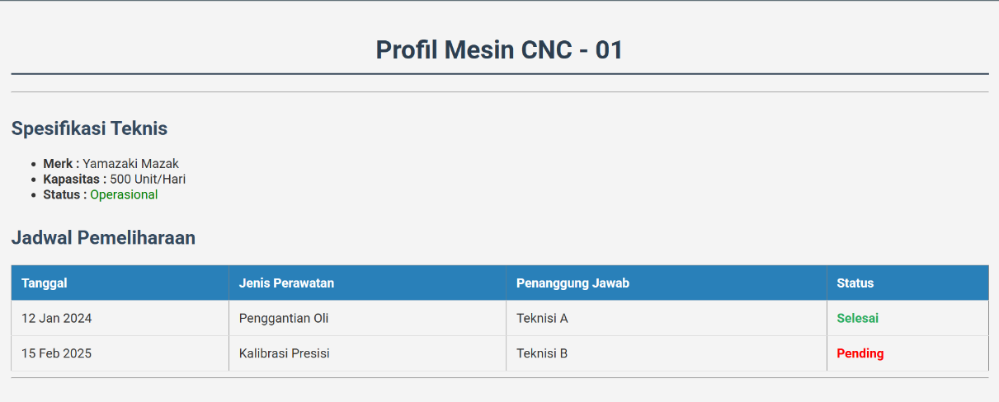 Profil Mesin CNC - 01
Spesifikasi Teknis
Merk : Yamazaki Mazak
Kapasitas : 500 Unit/Hari
Status : Operasional
Jadwal Pemeliharaan
Tanggal Jenis Perawatan Penanggung Jawab Status
12 Jan 2024 Penggantian Oli Teknisi A Selesai
15 Feb 2025 Kalibrasi Presisi Teknisi B Pending